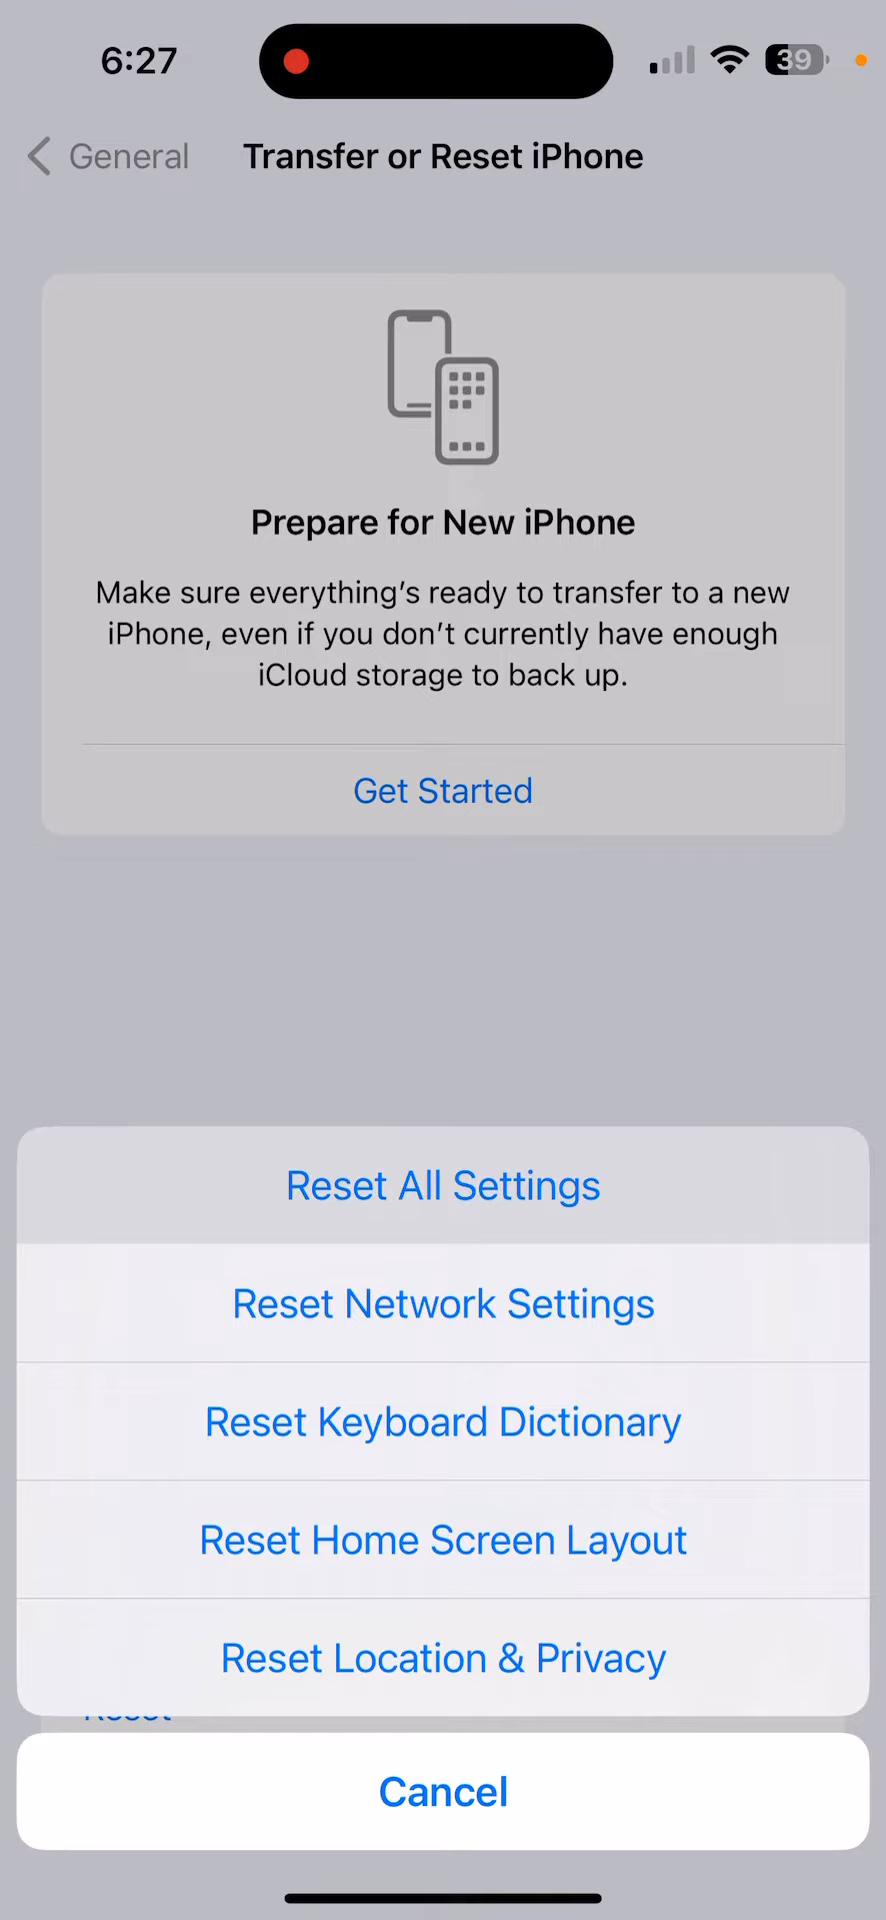 6:27
39
General
Transfer or Reset iPhone
Prepare for New iPhone
Make sure everything’s ready to transfer to a new
iPhone, even if you don’t currently have enough
iCloud storage to back up.
Get Started
Reset All Settings
Reset Network Settings
Reset Keyboard Dictionary
Reset Home Screen Layout
Reset Location & Privacy
Reset
Cancel